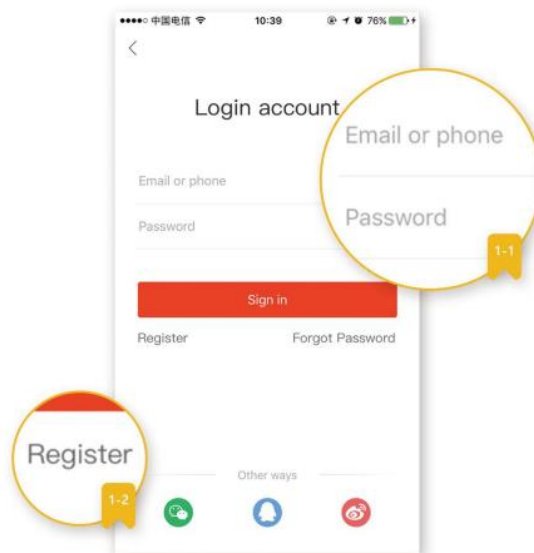 中国电信 10:39 76%
Login account
Email or phone
Password
Email or phone
Password
1-1
Sign in
Register Forgot Password
Register
1-2
Other ways